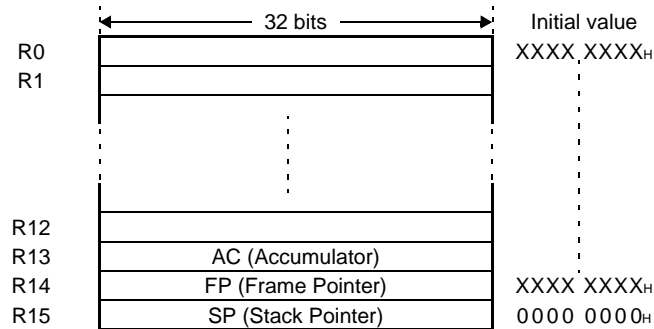 32 bits Initial value
R0 XXXX XXXXH
R1
R12
R13 AC (Accumulator)
R14 FP (Frame Pointer) XXXX XXXXH
R15 SP (Stack Pointer) 0000 0000H